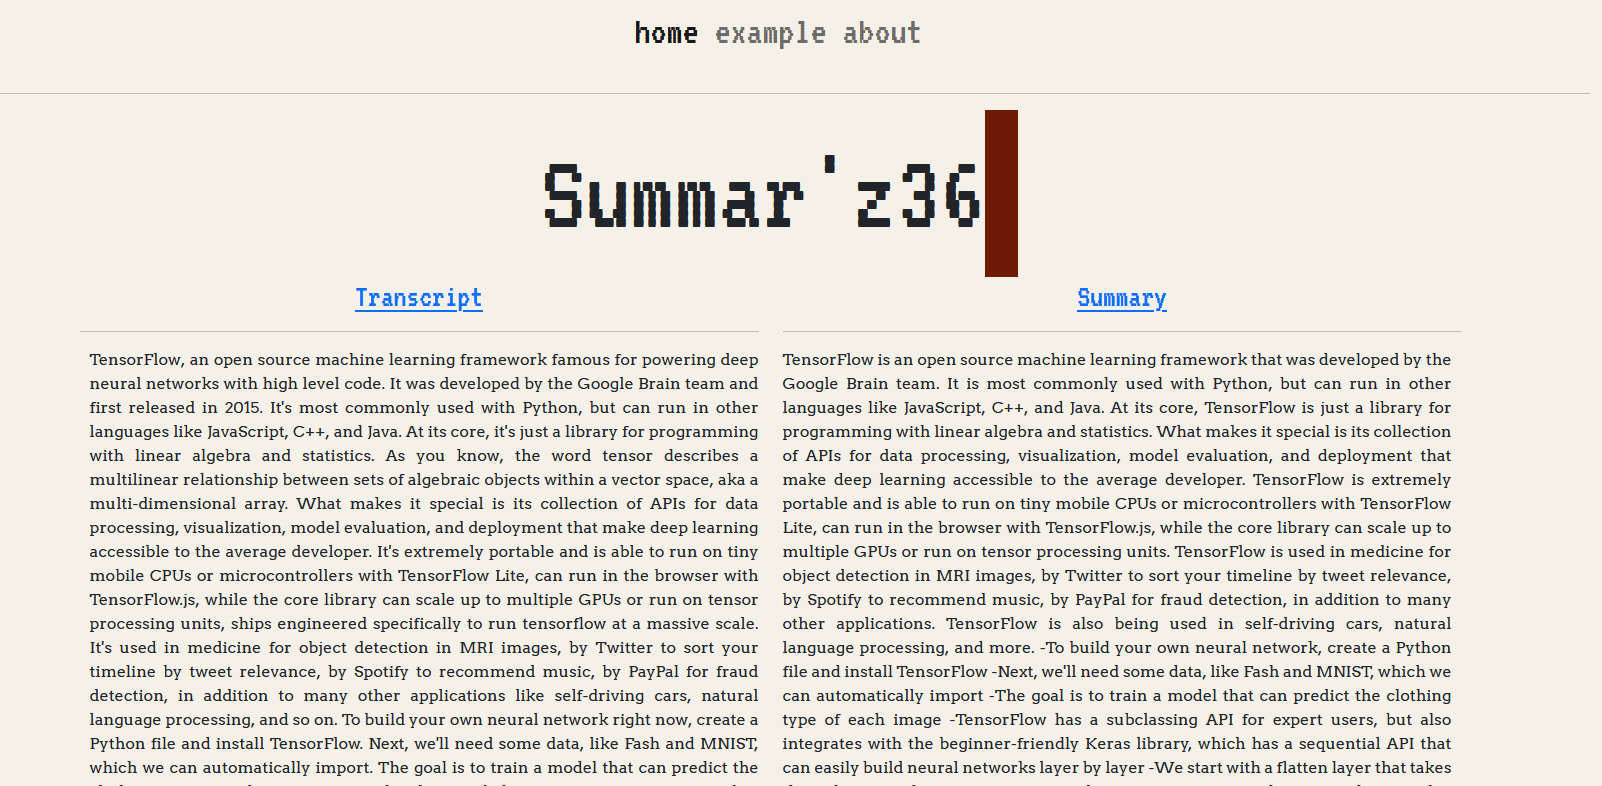 home example about
Summar'z36
Transcript
TensorFlow, an open source machine learning framework famous for powering deep
neural networks with high level code. It was developed by the Google Brain team and
first released in 2015. It's most commonly used with Python, but can run in other
languages like JavaScript, C++, and Java. At its core, it's just a library for programming
with linear algebra and statistics. As you know, the word tensor describes a
multilinear relationship between sets of algebraic objects within a vector space, aka a
multi-dimensional array. What makes it special is its collection of APIs for data
processing, visualization, model evaluation, and deployment that make deep learning
accessible to the average developer. It's extremely portable and is able to run on tiny
mobile CPUs or microcontrollers with TensorFlow Lite, can run in the browser with
TensorFlow.js, while the core library can scale up to multiple GPUs or run on tensor
processing units, ships engineered specifically to run tensorflow at a massive scale.
It's used in medicine for object detection in MRI images, by Twitter to sort your
timeline by tweet relevance, by Spotify to recommend music, by PayPal for fraud
detection, in addition to many other applications like self-driving cars, natural
language processing, and so on. To build your own neural network right now, create a
Python file and install TensorFlow. Next, we'll need some data, like Fash and MNIST,
which we can automatically import. The goal is to train a model that can predict the
Summary
TensorFlow is an open source machine learning framework that was developed by the
Google Brain team. It is most commonly used with Python, but can run in other
languages like JavaScript, C++, and Java. At its core, TensorFlow is just a library for
programming with linear algebra and statistics. What makes it special is its collection
of APIs for data processing, visualization, model evaluation, and deployment that
make deep learning accessible to the average developer. TensorFlow is extremely
portable and is able to run on tiny mobile CPUs or microcontrollers with TensorFlow
Lite, can run in the browser with TensorFlow.js, while the core library can scale up to
multiple GPUs or run on tensor processing units. TensorFlow is used in medicine for
object detection in MRI images, by Twitter to sort your timeline by tweet relevance,
by Spotify to recommend music, by PayPal for fraud detection, in addition to many
other applications. TensorFlow is also being used in self-driving cars, natural
language processing, and more. -To build your own neural network, create a Python
file and install TensorFlow -Next, we'll need some data, like Fash and MNIST, which we
can automatically import -The goal is to train a model that can predict the clothing
type of each image -TensorFlow has a subclassing API for expert users, but also
integrates with the beginner-friendly Keras library, which has a sequential API that
can easily build neural networks layer by layer -We start with a flatten layer that takes